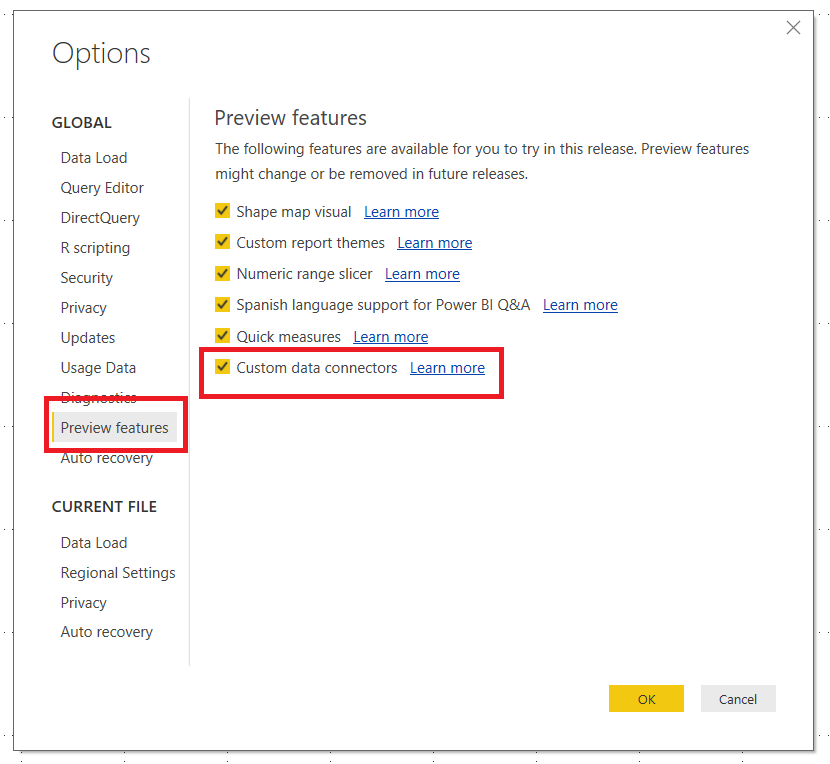 Options
GLOBAL
Data Load
Query Editor
DirectQuery
R scripting
Security
Privacy
Updates
Usage Data
Diagnostics
Preview features
Auto recovery
CURRENT FILE
Data Load
Regional Settings
Privacy
Auto recovery
Preview features
The following features are available for you to try in this release. Preview features
might change or be removed in future releases.
Shape map visual Learn more
Custom report themes Learn more
Numeric range slicer Learn more
Spanish language support for Power BI Q&A Learn more
Quick measures Learn more
Custom data connectors Learn more
OK Cancel